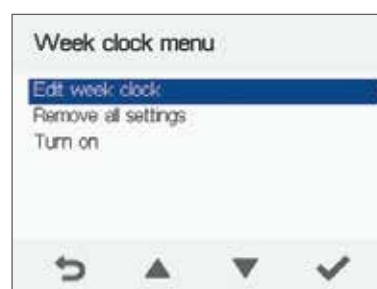 Week clock menu
Edit week clock
Remove all settings
Turn on